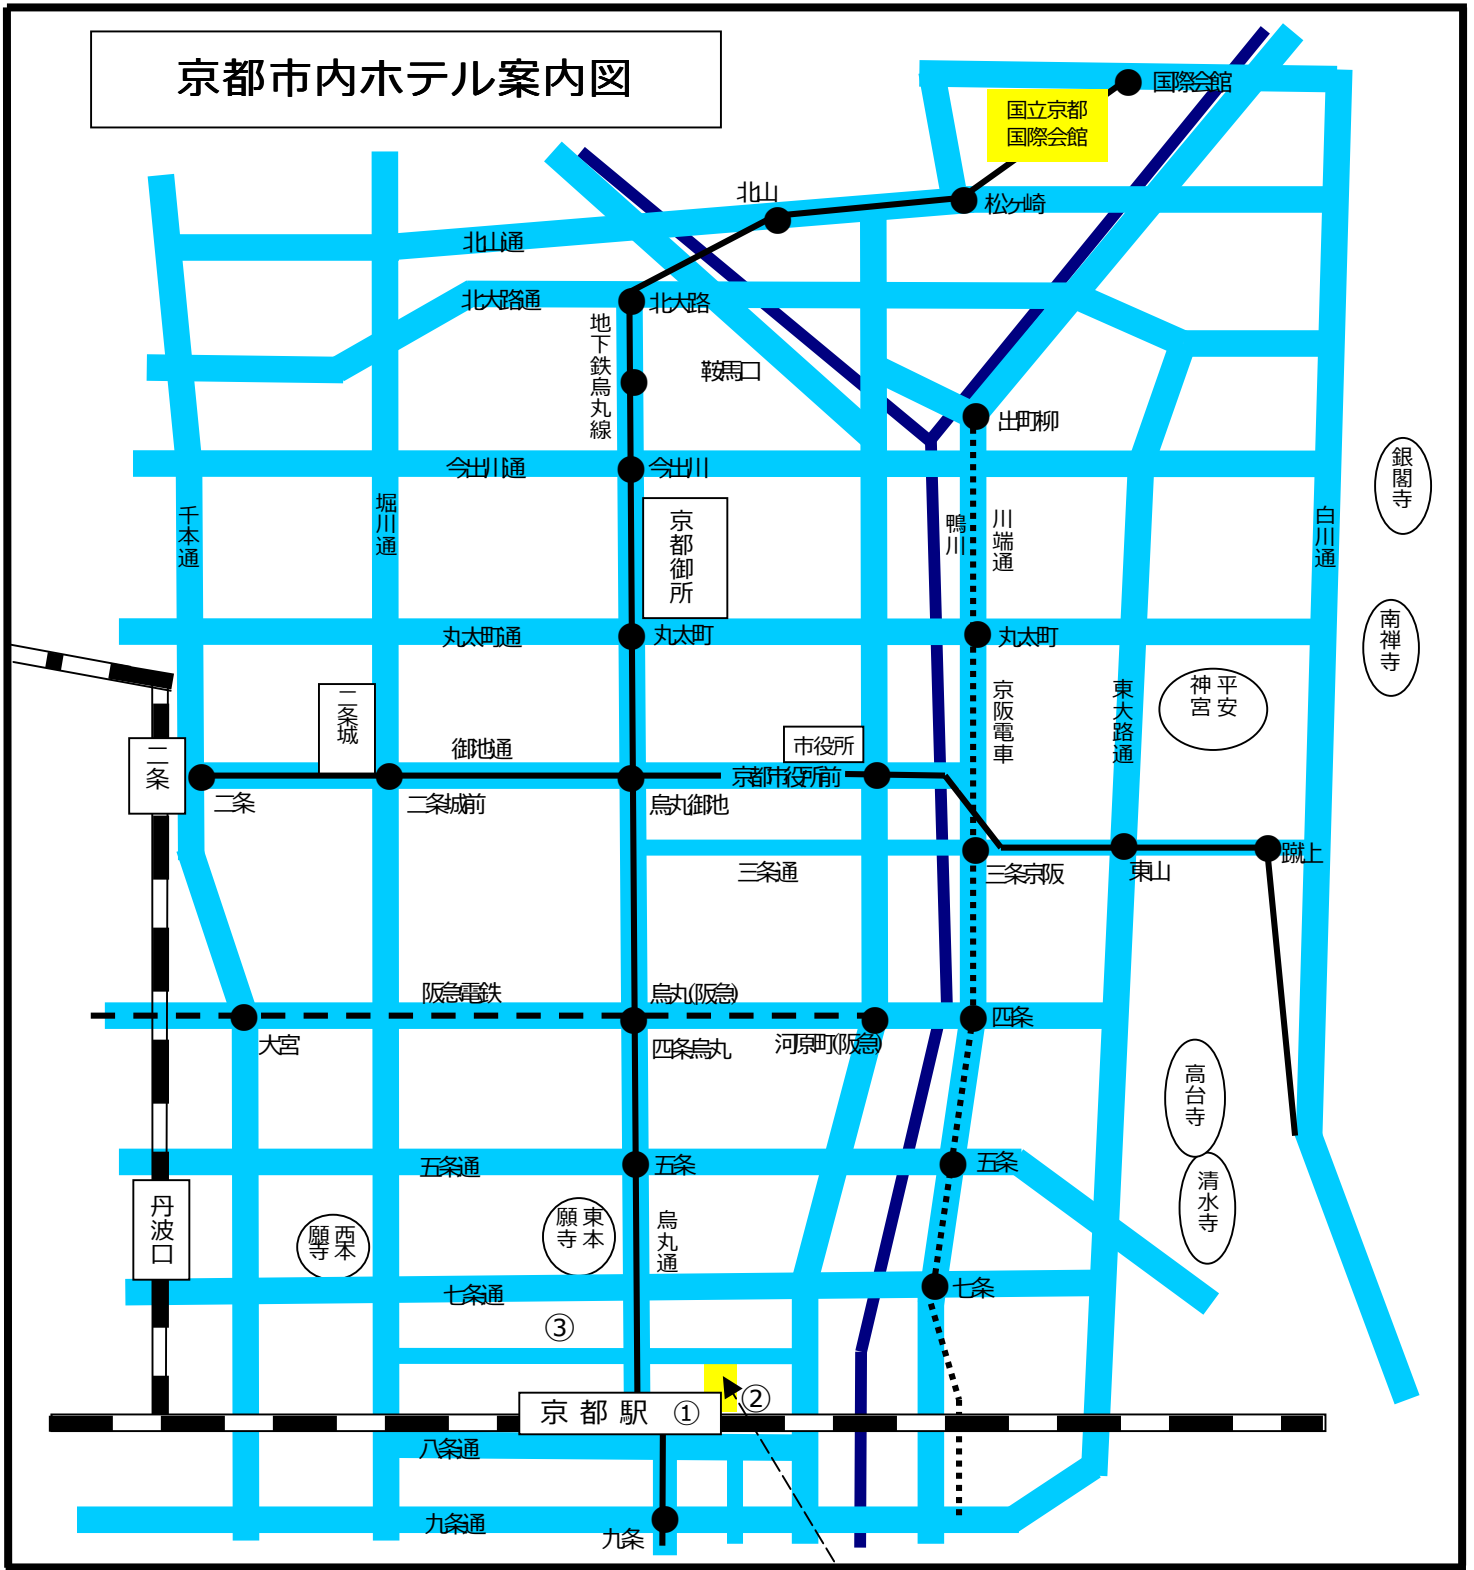 京都市内ホテル案内図
国際会館
国立京都
国際会館
北山
松ヶ崎
北山通
北大路通
北大路
地下鉄烏丸線
鞍馬口
出町柳
今出川通
今出川
銀閣寺
千本通
堀川通
京都御所
鴨川
川端通
白川通
南禅寺
丸太町通
丸太町
丸太町
二条城
京阪電車
東大路通
平安
神宮
市役所
御池通
二条
京都市役所前
二条
二条城前
烏丸御池
三条通
三条京阪
東山
蹴上
阪急電鉄
烏丸(阪急)
四条
大宮
四条烏丸
河原町(阪急)
高台寺
五条通
五条
五条
清水寺
丹波口
西本
願寺
東本
願寺
烏丸通
七条通
七条
③
京都駅 ①
②
八条通
九条通
九条